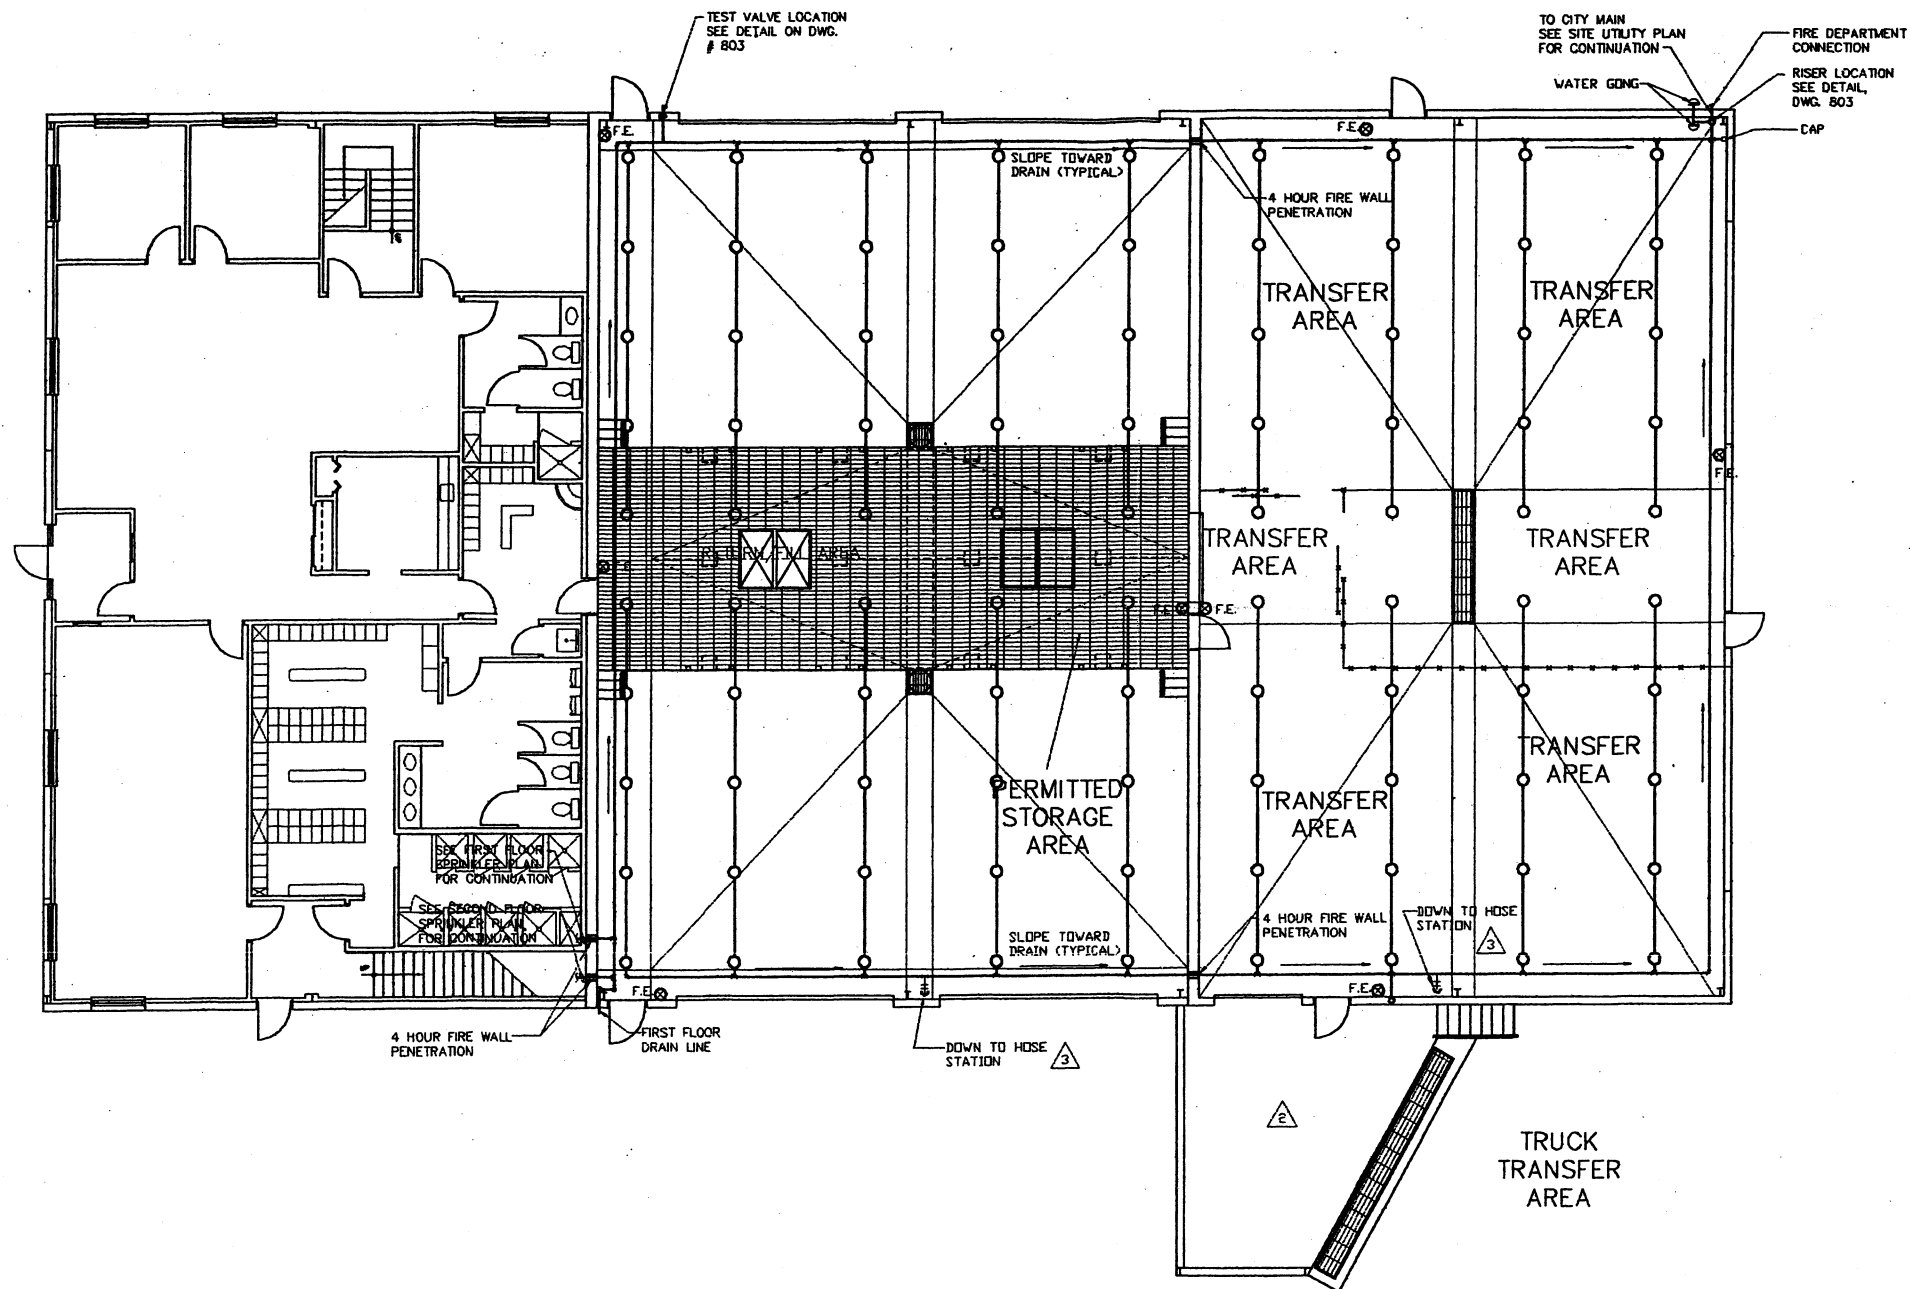 TEST VALVE LOCATION
SEE DETAIL ON DWG.
# 803
TO CITY MAIN
SEE SITE UTILITY PLAN
FOR CONTINUATION
FIRE DEPARTMENT
CONNECTION
WATER GONG
RISER LOCATION
SEE DETAIL,
DWG. 803
CAP
F.E.
F.E.
SLOPE TOWARD
DRAIN (TYPICAL)
4 HOUR FIRE WALL
PENETRATION
TRANSFER
AREA
TRANSFER
AREA
F.E.
TRANSFER
AREA
TRANSFER
AREA
RETURN/FILL AREA
F.E.
F.E.
TRANSFER
AREA
PERMITTED
STORAGE
AREA
TRANSFER
AREA
SEE FIRST FLOOR
SPRINKLER PLAN
FOR CONTINUATION
SEE SECOND FLOOR
SPRINKLER PLAN
FOR CONTINUATION
4 HOUR FIRE WALL
PENETRATION
DOWN TO HOSE
STATION
3
SLOPE TOWARD
DRAIN (TYPICAL)
F.E.
F.E.
4 HOUR FIRE WALL
PENETRATION
FIRST FLOOR
DRAIN LINE
DOWN TO HOSE
STATION
3
2
TRUCK
TRANSFER
AREA